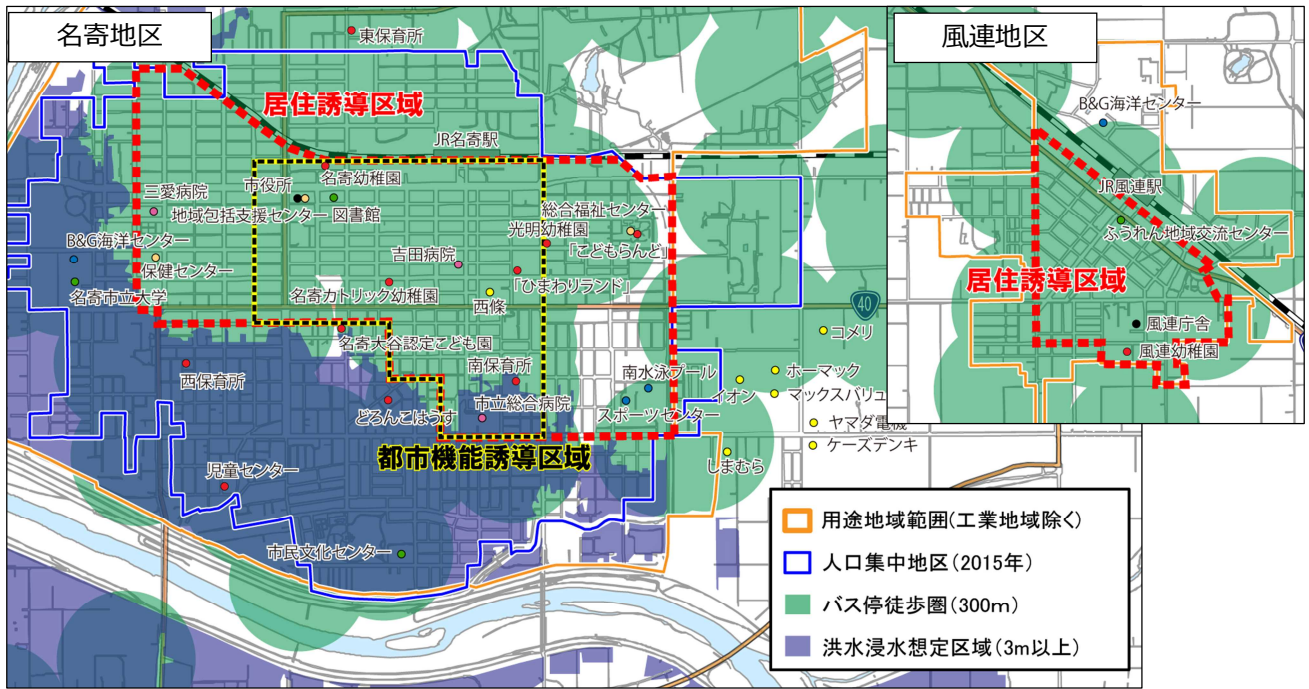 名寄地区
東保育所
居住誘導区域
JR名寄駅
名寄幼稚園
市役所
三愛病院
地域包括支援センター
図書館
総合福祉センター
光明幼稚園
「こどもらんど」
B&G海洋センター
保健センター
吉田病院
「ひまわりランド」
名寄市立大学
名寄カトリック幼稚園
西條
40
コメリ
名寄大谷認定こども園
西保育所
南保育所
南水泳プール
ホーマック
イオン
マックスバリュ
どろんこはうす
市立総合病院
スポーツセンター
ヤマダ電機
ケーズデンキ
都市機能誘導区域
しまむら
児童センター
市民文化センター
風連地区
B&G海洋センター
JR風連駅
ふうれん地域交流センター
居住誘導区域
風連庁舎
風連幼稚園
用途地域範囲(工業地域除く)
人口集中地区(2015年)
バス停徒歩圏(300m)
洪水浸水想定区域(3m以上)